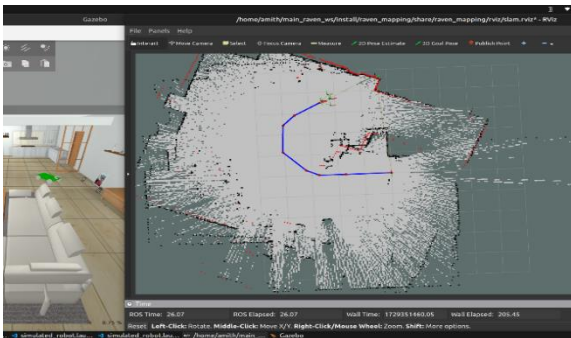 Gazebo
/home/amith/main_raven_ws/install/raven_mapping/share/raven_mapping/rviz/slam.rviz* - RViz
File Panels Help
Interact Move Camera Select Focus Camera Measure 2D Pose Estimate 2D Goal Pose Publish Point
Time
ROS Time: 26.07 ROS Elapsed: 26.07 Wall Time: 1729351460.05 Wall Elapsed: 205.45
Reset Left-Click: Rotate. Middle-Click: Move X/Y. Right-Click/Mouse Wheel: Zoom. Shift: More options.
simulated_robot.lau... simulated_robot.lau... /home/amith/main_... Gazebo